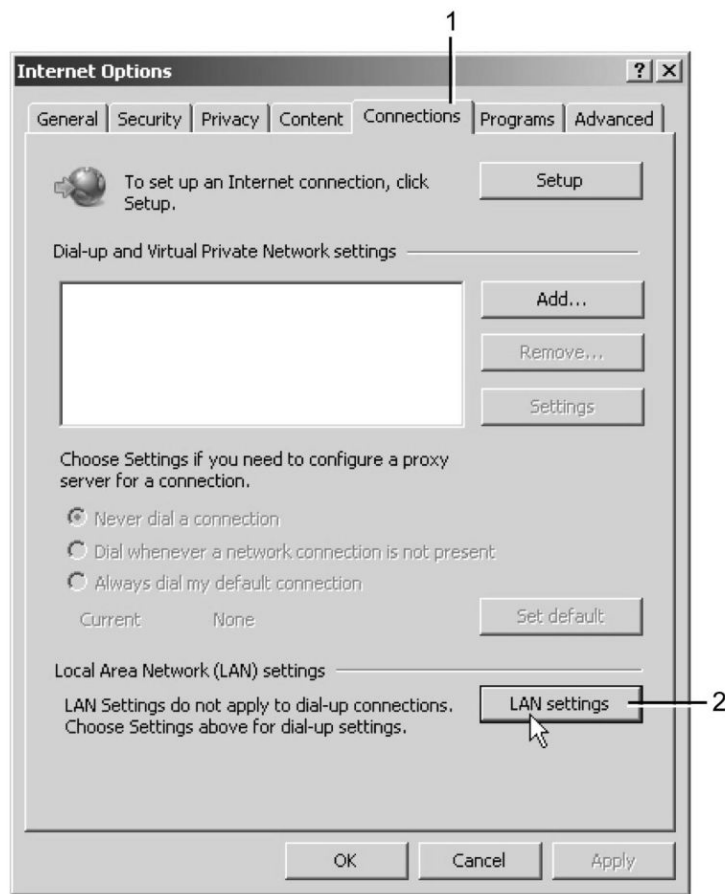 1
Internet Options
General Security Privacy Content Connections Programs Advanced
To set up an Internet connection, click
Setup.
Setup
Dial-up and Virtual Private Network settings
Add...
Remove...
Settings
Choose Settings if you need to configure a proxy
server for a connection.
Never dial a connection
Dial whenever a network connection is not present
Always dial my default connection
Current None
Set default
Local Area Network (LAN) settings
LAN Settings do not apply to dial-up connections.
Choose Settings above for dial-up settings.
LAN settings
2
OK Cancel Apply